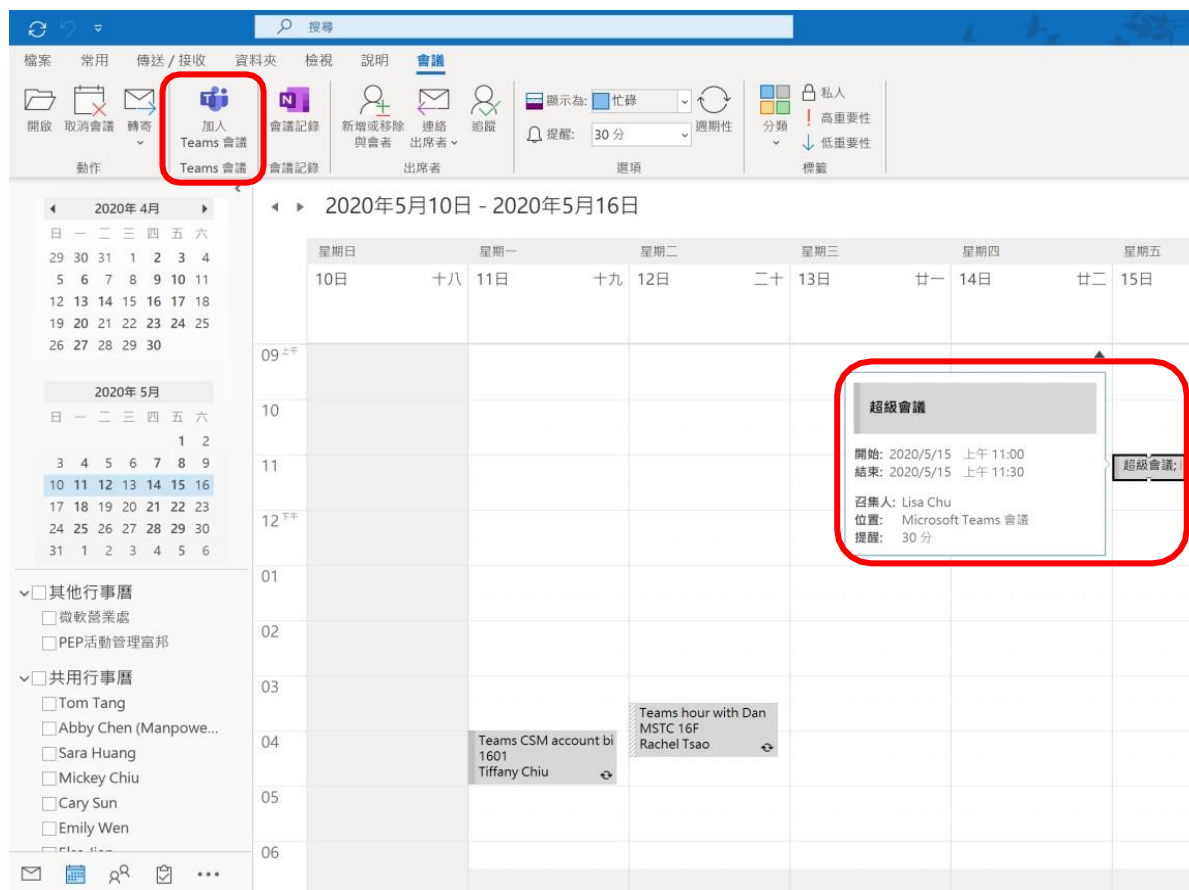 搜尋
檔案 常用 傳送 / 接收 資料夾 檢視 說明 會議
開啟 取消會議 轉寄
動作
加入
Teams 會議
Teams 會議
會議記錄
會議記錄
新增或移除
與會者
連絡
出席者
追蹤
出席者
顯示為: 忙碌
提醒: 30 分
週期性
選項
分類
私人
高重要性
低重要性
標籤
2020年 4月
日 一 二 三 四 五 六
29 30 31 1 2 3 4
5 6 7 8 9 10 11
12 13 14 15 16 17 18
19 20 21 22 23 24 25
26 27 28 29 30
2020年 5月
日 一 二 三 四 五 六
1 2
3 4 5 6 7 8 9
10 11 12 13 14 15 16
17 18 19 20 21 22 23
24 25 26 27 28 29 30
31 1 2 3 4 5 6
其他行事曆
微軟營業處
PEP活動管理富邦
共用行事曆
Tom Tang
Abby Chen (Manpowe...
Sara Huang
Mickey Chiu
Cary Sun
Emily Wen
2020年5月10日 - 2020年5月16日
星期日 星期一 星期二 星期三 星期四 星期五
10日 十八 11日 十九 12日 二十 13日 廿一 14日 廿二 15日
09 上午
10
11
12 下午
01
02
03
04
05
06
超級會議
開始: 2020/5/15 上午 11:00
結束: 2020/5/15 上午 11:30
召集人: Lisa Chu
位置: Microsoft Teams 會議
提醒: 30 分
超級會議;
Teams hour with Dan
MSTC 16F
Rachel Tsao
Teams CSM account bi
1601
Tiffany Chiu